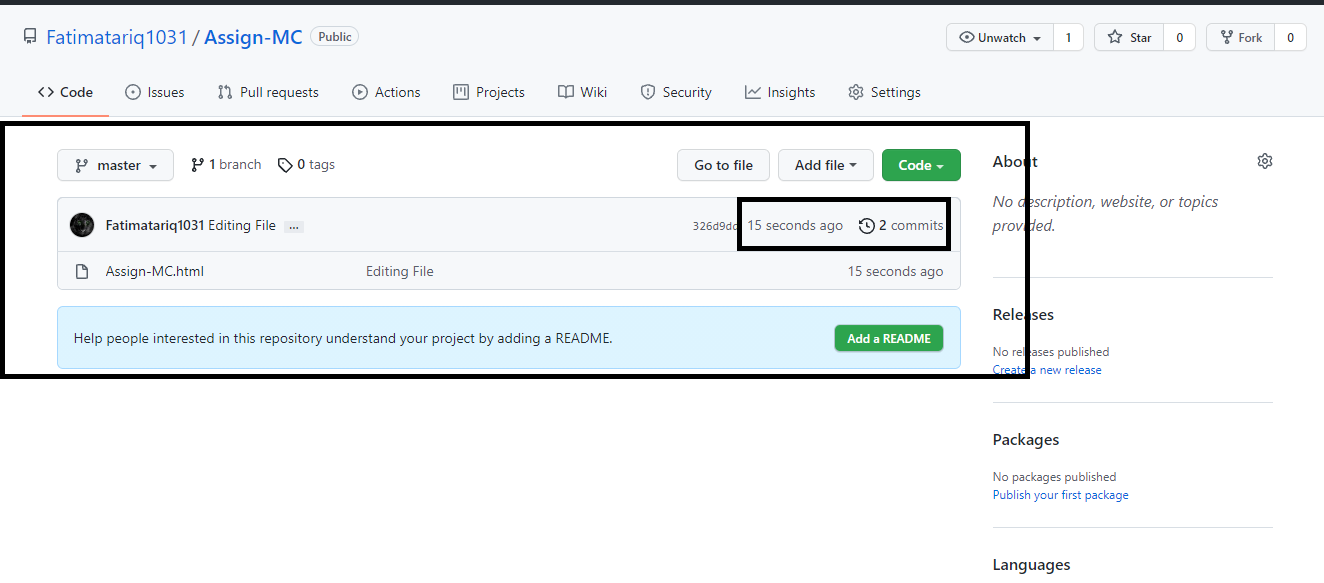 Fatimatariq1031 / Assign-MC Public
Unwatch 1 Star 0 Fork 0
Code Issues Pull requests Actions Projects Wiki Security Insights Settings
master 1 branch 0 tags Go to file Add file Code
Fatimatariq1031 Editing File ... 326d9dc 15 seconds ago 2 commits
Assign-MC.html Editing File 15 seconds ago
Help people interested in this repository understand your project by adding a README. Add a README
About
No description, website, or topics
provided.
Releases
No releases published
Create a new release
Packages
No packages published
Publish your first package
Languages